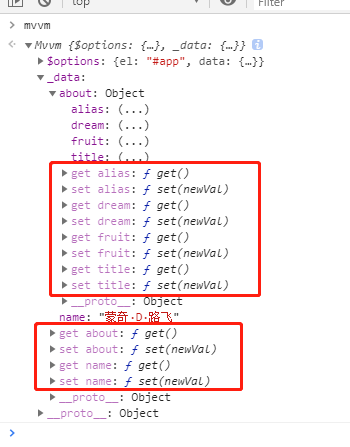 top
Filter
mvvm
Mvvm {$options: {…}, _data: {…}} i
$options: {el: "#app", data: {…}}
_data:
about: Object
alias: (...)
dream: (...)
fruit: (...)
title: (...)
get alias: ƒ get()
set alias: ƒ set(newVal)
get dream: ƒ get()
set dream: ƒ set(newVal)
get fruit: ƒ get()
set fruit: ƒ set(newVal)
get title: ƒ get()
set title: ƒ set(newVal)
__proto__: Object
name: "蒙奇·D·路飞"
get about: ƒ get()
set about: ƒ set(newVal)
get name: ƒ get()
set name: ƒ set(newVal)
__proto__: Object
__proto__: Object